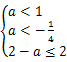 a < 1
a < -1/4
2 - a ≤ 2